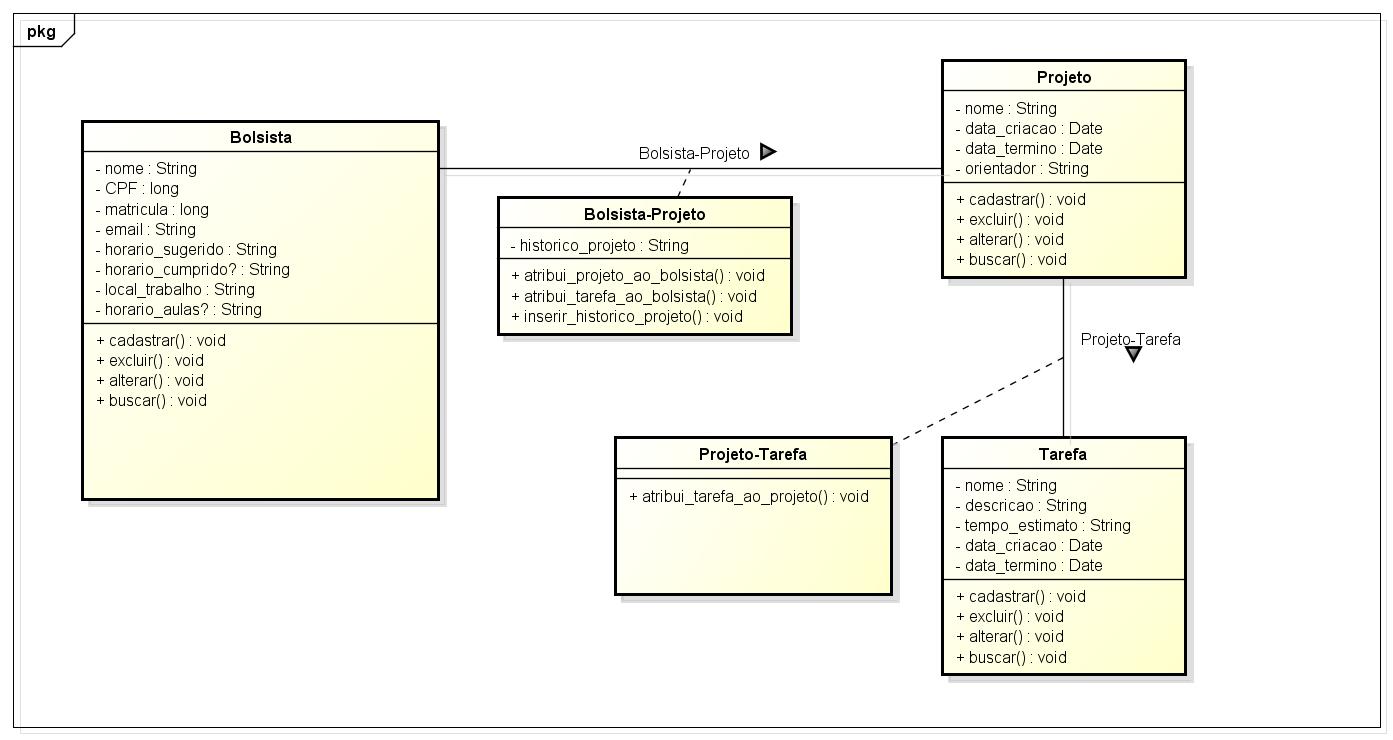 pkg
Bolsista
- nome : String
- CPF : long
- matricula : long
- email : String
- horario_sugerido : String
- horario_cumprido? : String
- local_trabalho : String
- horario_aulas? : String
+ cadastrar() : void
+ excluir() : void
+ alterar() : void
+ buscar() : void
Bolsista-Projeto
Bolsista-Projeto
- historico_projeto : String
+ atribui_projeto_ao_bolsista() : void
+ atribui_tarefa_ao_bolsista() : void
+ inserir_historico_projeto() : void
Projeto
- nome : String
- data_criacao : Date
- data_termino : Date
- orientador : String
+ cadastrar() : void
+ excluir() : void
+ alterar() : void
+ buscar() : void
Projeto-Tarefa
Projeto-Tarefa
+ atribui_tarefa_ao_projeto() : void
Tarefa
- nome : String
- descricao : String
- tempo_estimato : String
- data_criacao : Date
- data_termino : Date
+ cadastrar() : void
+ excluir() : void
+ alterar() : void
+ buscar() : void